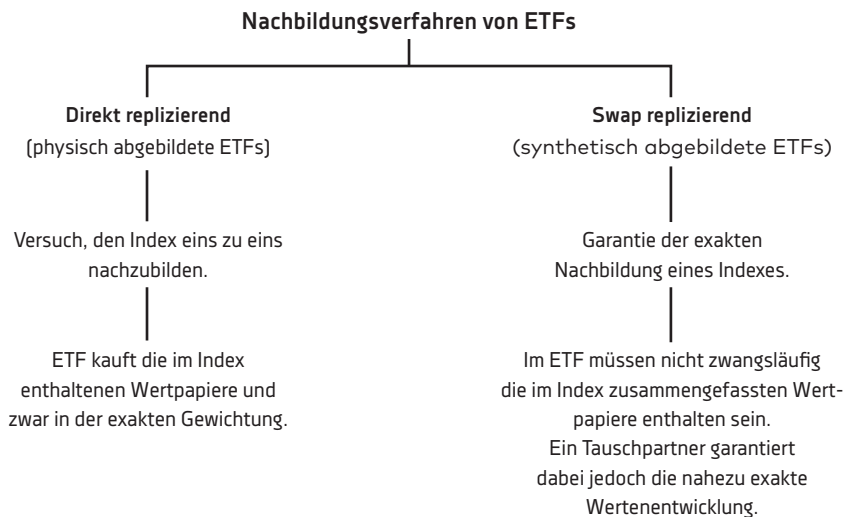 Nachbildungsverfahren von ETFs
Direkt replizierend
(physisch abgebildete ETFs)
Versuch, den Index eins zu eins
nachzubilden.
ETF kauft die im Index
enthaltenen Wertpapiere und
zwar in der exakten Gewichtung.
Swap replizierend
(synthetisch abgebildete ETFs)
Garantie der exakten
Nachbildung eines Indexes.
Im ETF müssen nicht zwangsläufig
die im Index zusammengefassten Wert-
papiere enthalten sein.
Ein Tauschpartner garantiert
dabei jedoch die nahezu exakte
Wertenentwicklung.